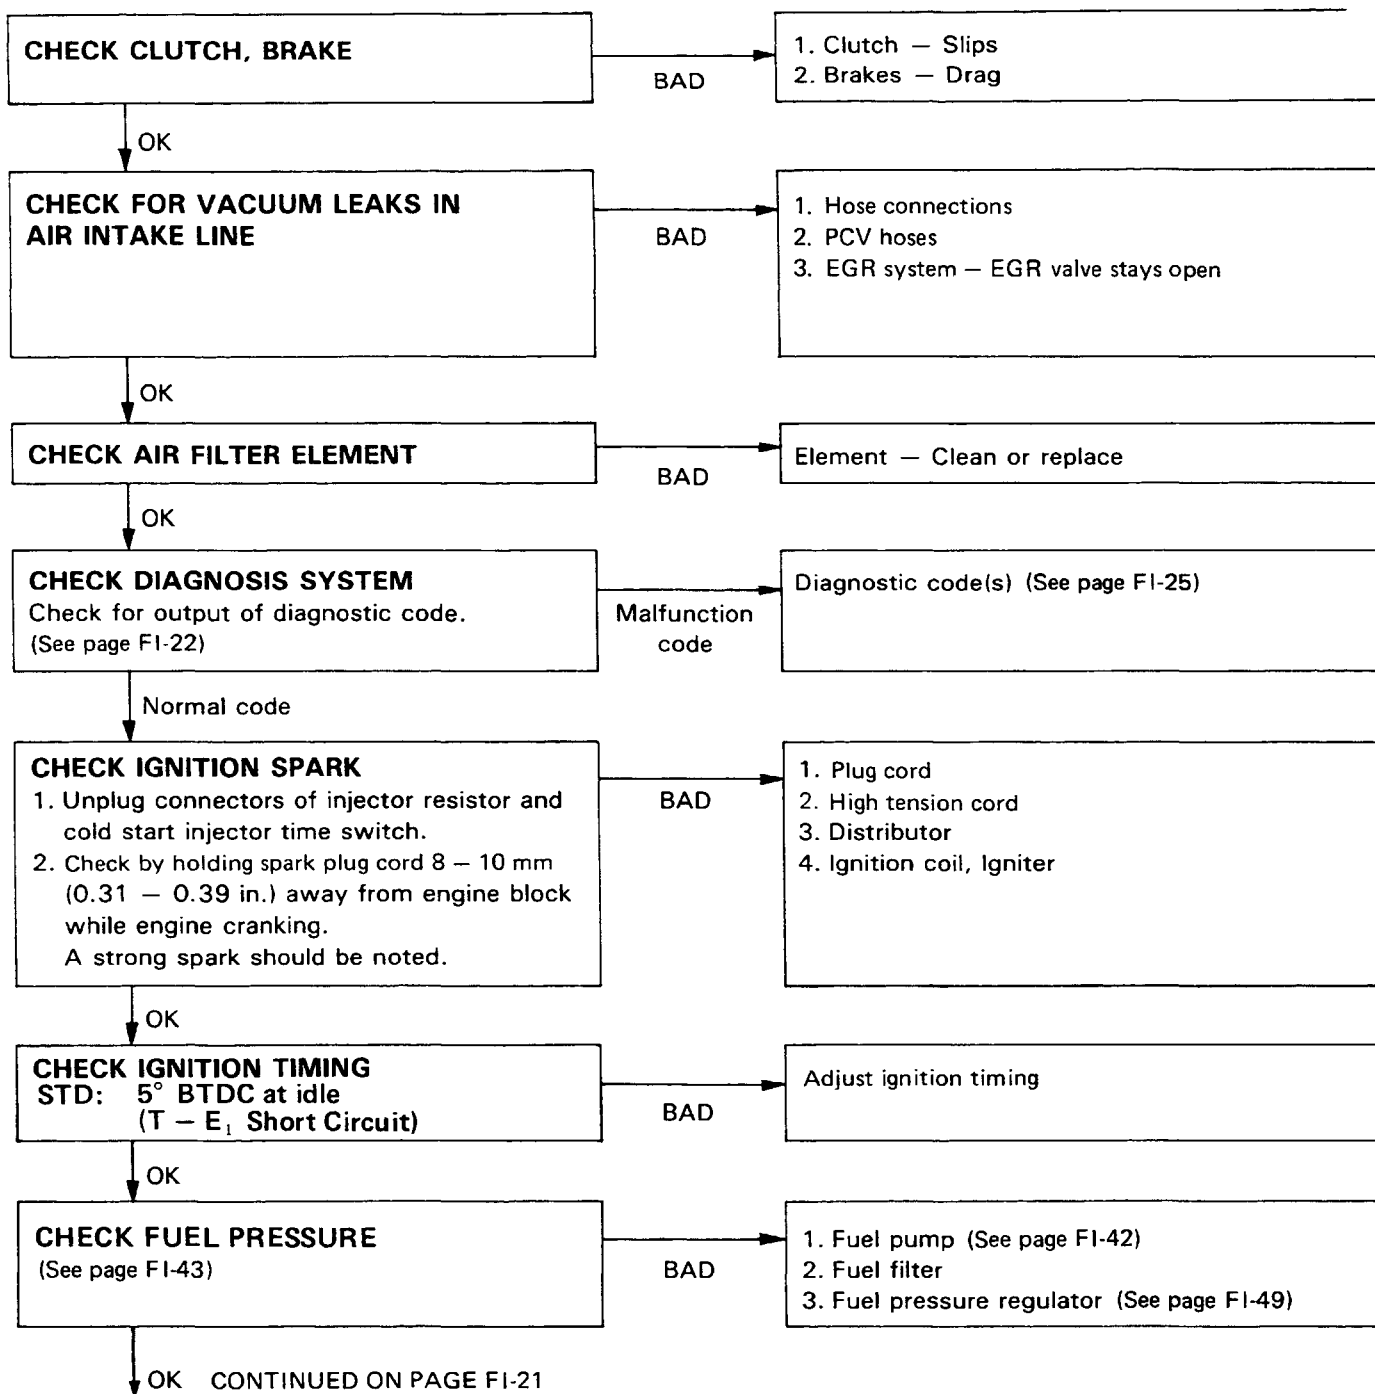 CHECK CLUTCH, BRAKE
BAD
1. Clutch — Slips
2. Brakes — Drag
OK
CHECK FOR VACUUM LEAKS IN
AIR INTAKE LINE
BAD
1. Hose connections
2. PCV hoses
3. EGR system — EGR valve stays open
OK
CHECK AIR FILTER ELEMENT
BAD
Element — Clean or replace
OK
CHECK DIAGNOSIS SYSTEM
Check for output of diagnostic code.
(See page FI-22)
Malfunction
code
Diagnostic code(s) (See page FI-25)
Normal code
CHECK IGNITION SPARK
1. Unplug connectors of injector resistor and
cold start injector time switch.
2. Check by holding spark plug cord 8 — 10 mm
(0.31 — 0.39 in.) away from engine block
while engine cranking.
A strong spark should be noted.
BAD
1. Plug cord
2. High tension cord
3. Distributor
4. Ignition coil, Igniter
OK
CHECK IGNITION TIMING
STD: 5° BTDC at idle
(T — E₁ Short Circuit)
BAD
Adjust ignition timing
OK
CHECK FUEL PRESSURE
(See page FI-43)
BAD
1. Fuel pump (See page FI-42)
2. Fuel filter
3. Fuel pressure regulator (See page FI-49)
OK CONTINUED ON PAGE FI-21